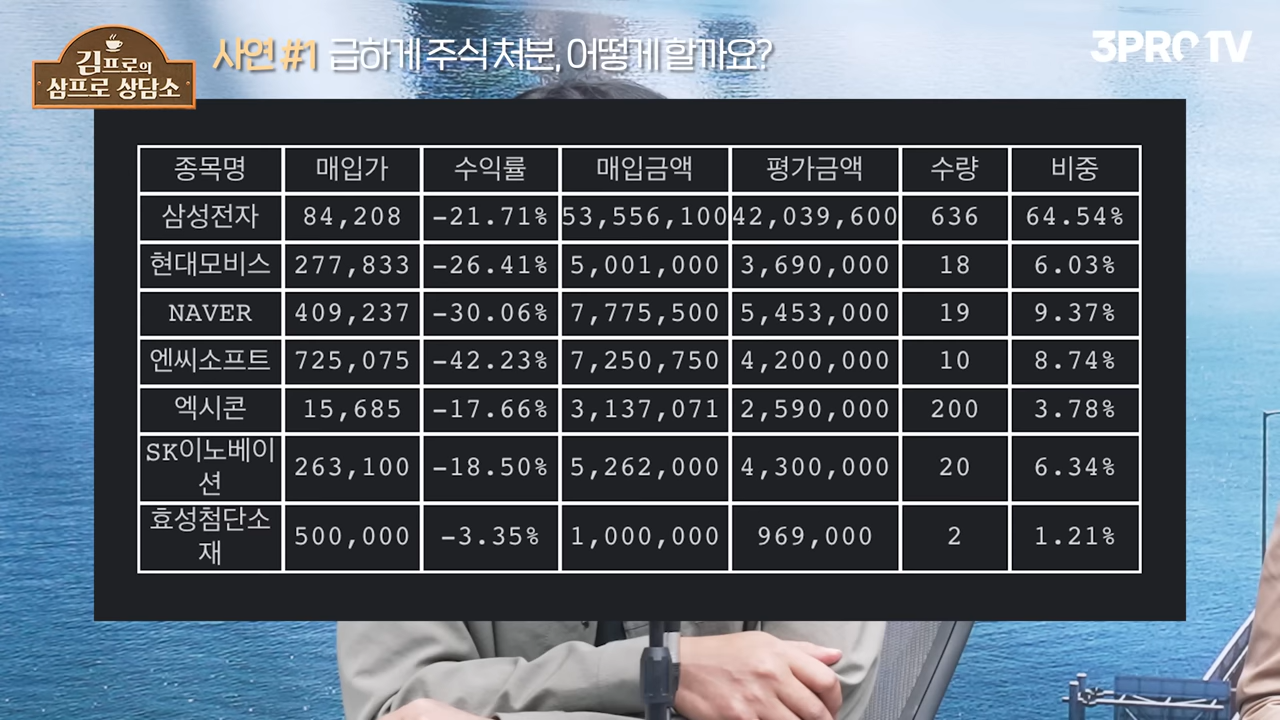 김프로의
삼프로 상담소
사연 #1 급하게 주식 처분, 어떻게 할까요?
3PRO TV
종목명 매입가 수익률 매입금액 평가금액 수량 비중
삼성전자 84,208 -21.71% 53,556,100 42,039,600 636 64.54%
현대모비스 277,833 -26.41% 5,001,000 3,690,000 18 6.03%
NAVER 409,237 -30.06% 7,775,500 5,453,000 19 9.37%
엔씨소프트 725,075 -42.23% 7,250,750 4,200,000 10 8.74%
엑시콘 15,685 -17.66% 3,137,071 2,590,000 200 3.78%
SK이노베이
션 263,100 -18.50% 5,262,000 4,300,000 20 6.34%
효성첨단소
재 500,000 -3.35% 1,000,000 969,000 2 1.21%